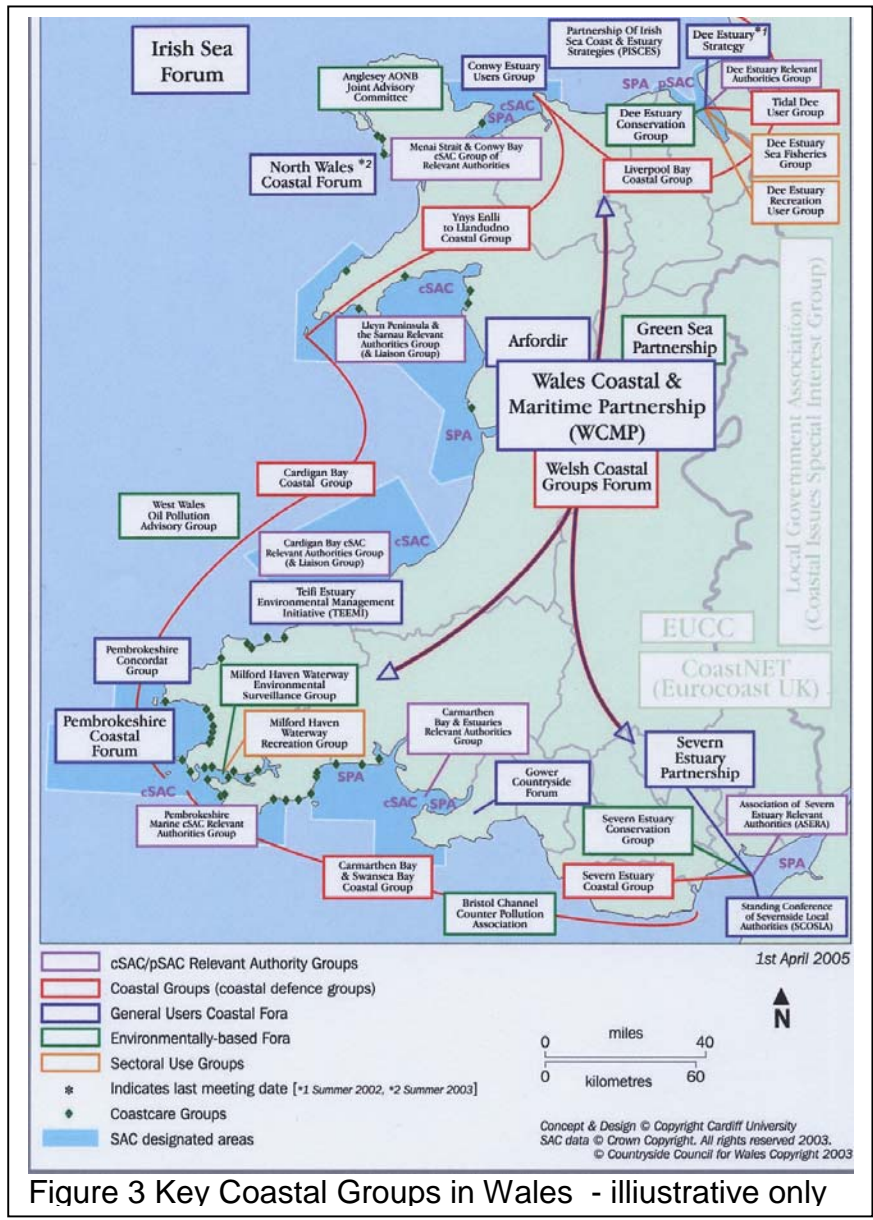 Irish Sea
Forum
Partnership Of Irish
Sea Coast & Estuary
Strategies (PISCES)
Dee Estuary*1
Strategy
Conwy Estuary
Users Group
Anglesey AONB
Joint Advisory
Committee
Dee Estuary Relevant
Authorities Group
SPA
pSAC
cSAC
SPA
Tidal Dee
User Group
Dee Estuary
Conservation
Group
Dee Estuary
Sea Fisheries
Group
Menai Strait & Conwy Bay
cSAC Group of
Relevant Authorities
North Wales *2
Coastal Forum
Liverpool Bay
Coastal Group
Dee Estuary
Recreation
User Group
Ynys Enlli
to Llandudno
Coastal Group
cSAC
Lleyn Peninsula &
the Sarnau Relevant
Authorities Group
(& Liaison Group)
Arfordir
Green Sea
Partnership
Wales Coastal &
Maritime Partnership
(WCMP)
SPA
Welsh Coastal
Groups Forum
Local Government Association
(Coastal Issues Special Interest Group)
Cardigan Bay
Coastal Group
West Wales
Oil Pollution
Advisory Group
Cardigan Bay cSAC
Relevant Authorities Group
(& Liaison Group)
cSAC
Teifi Estuary
Environmental Management
Initiative (TEEMI)
EUCC
CoastNET
(Eurocoast UK)
Pembrokeshire
Concordat
Group
Milford Haven Waterway
Environmental
Surveillance Group
Pembrokeshire
Coastal
Forum
Milford Haven
Waterway
Recreation Group
Carmarthen
Bay & Estuaries
Relevant Authorities
Group
Severn
Estuary
Partnership
SPA
cSAC
cSAC
SPA
Gower
Countryside
Forum
Pembrokeshire
Marine cSAC Relevant
Authorities Group
Severn Estuary
Conservation
Group
Association of Severn
Estuary Relevant
Authorities (ASERA)
SPA
Carmarthen Bay
& Swansea Bay
Coastal Group
Severn Estuary
Coastal Group
Bristol Channel
Counter Pollution
Association
Standing Conference
of Severnside Local
Authorities (SCOSLA)
1st April 2005
cSAC/pSAC Relevant Authority Groups
Coastal Groups (coastal defence groups)
General Users Coastal Fora
Environmentally-based Fora
Sectoral Use Groups
* Indicates last meeting date [*1 Summer 2002, *2 Summer 2003]
Coastcare Groups
SAC designated areas
N
miles
0 40
0 60
kilometres
Concept & Design © Copyright Cardiff University
SAC data © Crown Copyright. All rights reserved 2003.
© Countryside Council for Wales Copyright 2003
Figure 3 Key Coastal Groups in Wales - illiustrative only